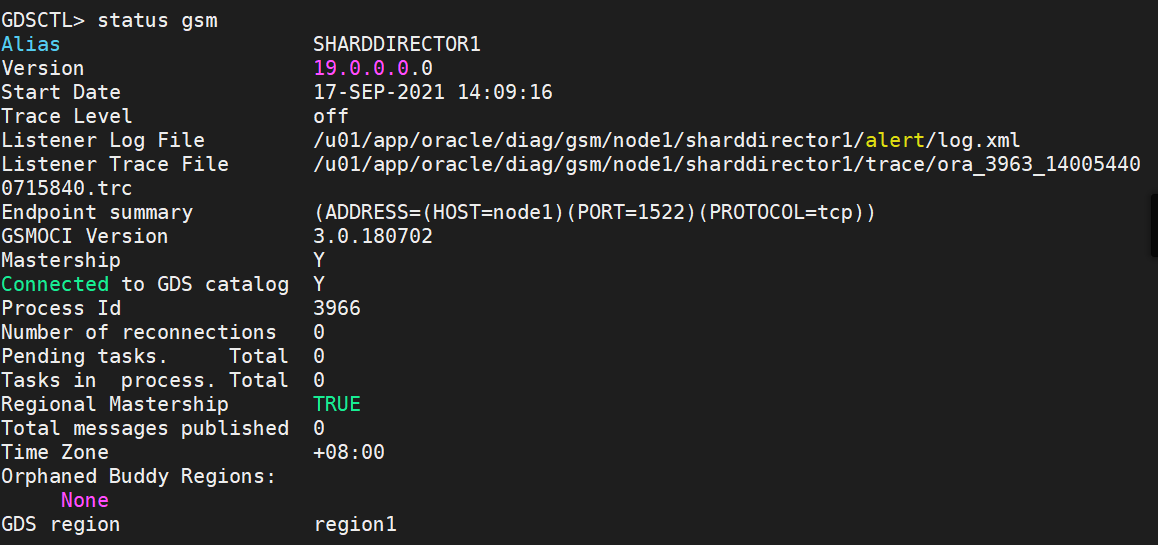 GDSCTL> status gsm
Alias                     SHARDDIRECTOR1
Version                   19.0.0.0.0
Start Date                17-SEP-2021 14:09:16
Trace Level               off
Listener Log File         /u01/app/oracle/diag/gsm/node1/sharddirector1/alert/log.xml
Listener Trace File       /u01/app/oracle/diag/gsm/node1/sharddirector1/trace/ora_3963_14005440
0715840.trc
Endpoint summary          (ADDRESS=(HOST=node1)(PORT=1522)(PROTOCOL=tcp))
GSMOCI Version            3.0.180702
Mastership                Y
Connected to GDS catalog  Y
Process Id                3966
Number of reconnections   0
Pending tasks.     Total  0
Tasks in  process. Total  0
Regional Mastership       TRUE
Total messages published  0
Time Zone                 +08:00
Orphaned Buddy Regions:
     None
GDS region                region1